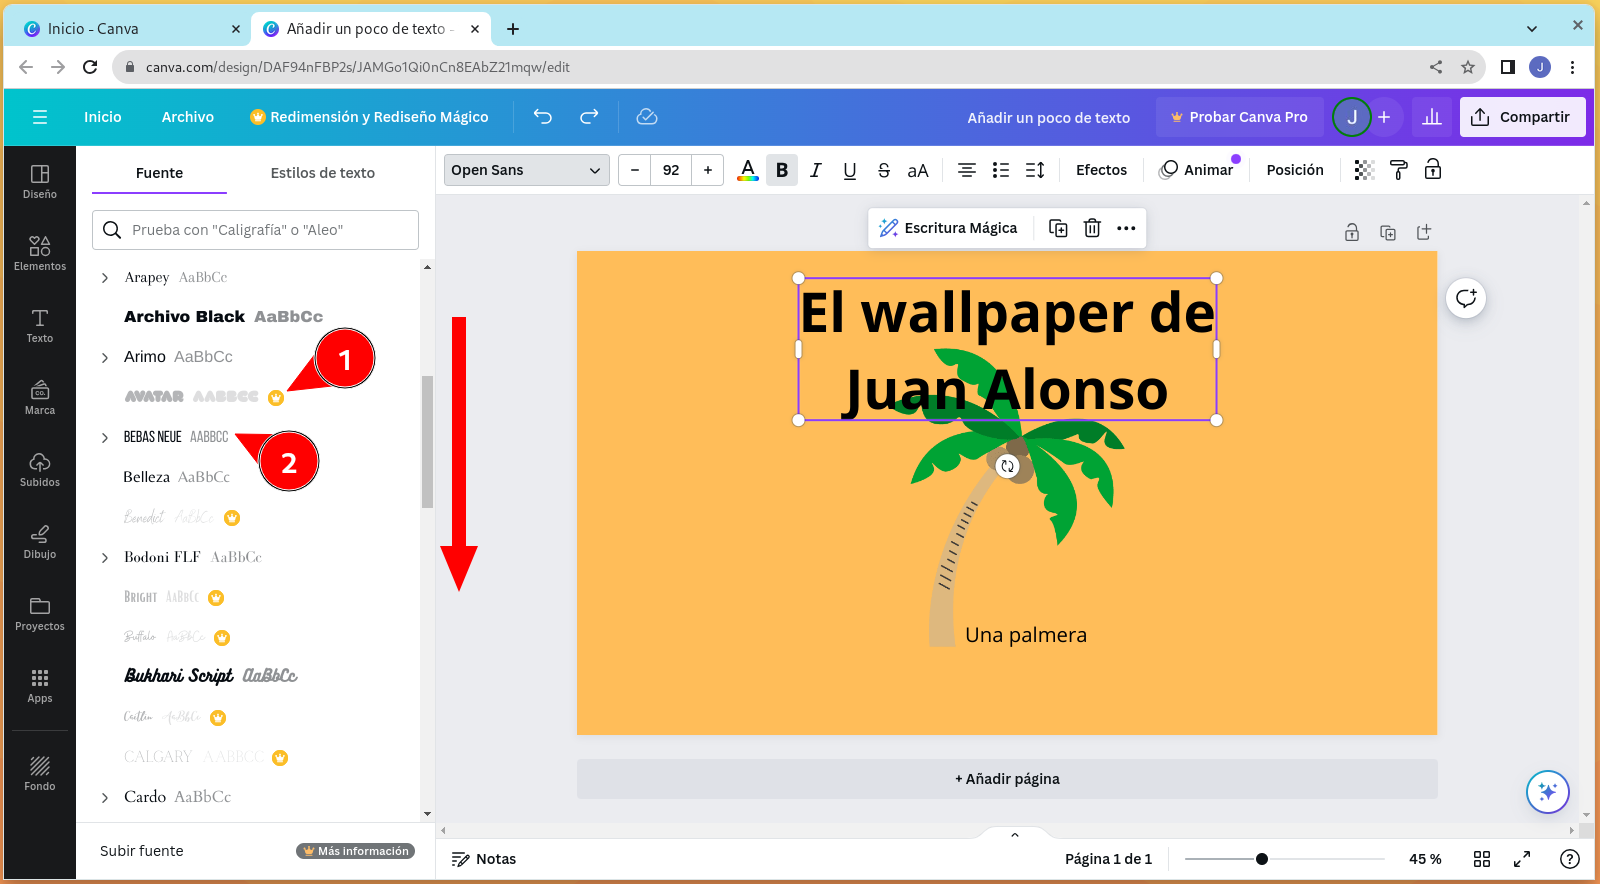 Inicio - Canva
Añadir un poco de texto -
canva.com/design/DAF94nFBP2s/JAMGo1Qi0nCn8EAbZ21mqw/edit
J
Inicio
Archivo
Redimensión y Rediseño Mágico
Añadir un poco de texto
Probar Canva Pro
J
Compartir
Diseño
Elementos
Texto
CO.
Marca
Subidos
Dibujo
Proyectos
Apps
Fondo
Fuente
Estilos de texto
Prueba con "Caligrafía" o "Aleo"
Arapey AaBbCc
Archivo Black AaBbCc
Arimo AaBbCc
1
AVATAR AABBCC
BEBAS NEUE AABBCC
2
Belleza AaBbCc
Benedict AaBbCc
Bodoni FLF AaBbCc
Bright AaBbCc
Buffalo AaBbCc
Bukhari Script AaBbCc
Caitlin AaBbCc
CALGARY AABBCC
Cardo AaBbCc
Subir fuente
Más información
Open Sans
– 92 +
A
B
I
U
S
aA
Efectos
Animar
Posición
Escritura Mágica
El wallpaper de
Juan Alonso
Una palmera
+ Añadir página
Notas
Página 1 de 1
45 %
?